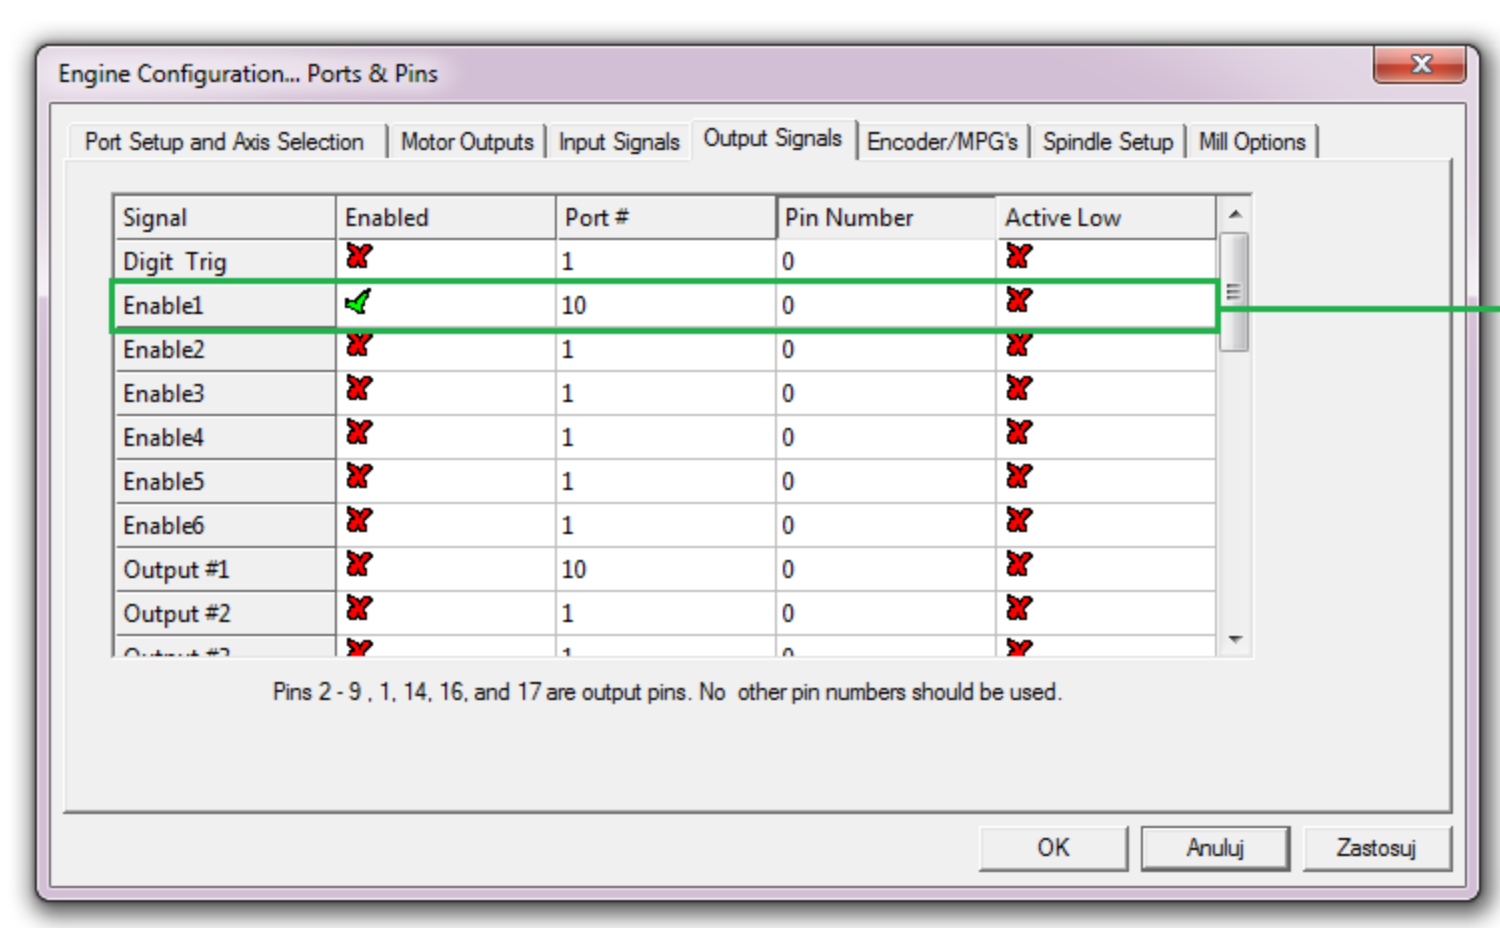 Engine Configuration... Ports & Pins
Port Setup and Axis Selection Motor Outputs Input Signals Output Signals Encoder/MPG's Spindle Setup Mill Options
Signal Enabled Port # Pin Number Active Low
Digit Trig 1 0
Enable1 10 0
Enable2 1 0
Enable3 1 0
Enable4 1 0
Enable5 1 0
Enable6 1 0
Output #1 10 0
Output #2 1 0
Pins 2 - 9 , 1, 14, 16, and 17 are output pins. No other pin numbers should be used.
OK Anuluj Zastosuj